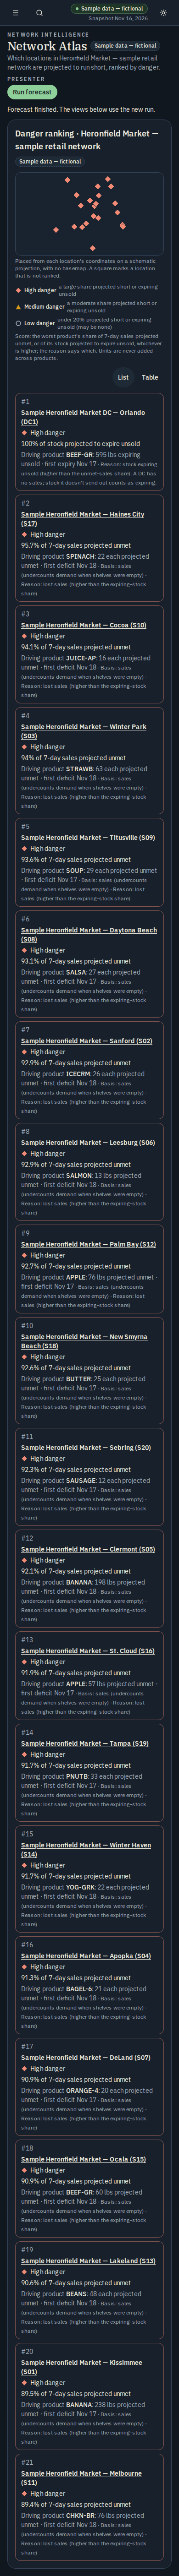 Sample data — fictional
Snapshot Nov 16, 2026
NETWORK INTELLIGENCE
Network Atlas
Sample data — fictional
Which locations in Heronfield Market — sample retail
network are projected to run short, ranked by danger.
PRESENTER
Run forecast
Forecast finished. The views below use the new run.
Danger ranking · Heronfield Market —
sample retail network
Sample data — fictional
Placed from each location's coordinates on a schematic
projection, with no basemap. A square marks a location
that is not ranked.
High danger a large share projected short or expiring
unsold
Medium danger a moderate share projected short or
expiring unsold
Low danger under 20% projected short or expiring
unsold (may be none)
Score: the worst product's share of 7-day sales projected
unmet, or of its stock projected to expire unsold, whichever
is higher; the reason says which. Units are never added
across products.
List
Table
#1
Sample Heronfield Market DC — Orlando
(DC1)
High danger
100% of stock projected to expire unsold
Driving product BEEF-GR: 595 lbs expiring
unsold · first expiry Nov 17 · Reason: stock expiring
unsold (higher than the unmet-sales share). A DC has
no sales; stock it doesn't send out counts as expiring.
#2
Sample Heronfield Market — Haines City
(S17)
High danger
95.7% of 7-day sales projected unmet
Driving product SPINACH: 22 each projected
unmet · first deficit Nov 18 · Basis: sales
(undercounts demand when shelves were empty) ·
Reason: lost sales (higher than the expiring-stock
share)
#3
Sample Heronfield Market — Cocoa (S10)
High danger
94.1% of 7-day sales projected unmet
Driving product JUICE-AP: 16 each projected
unmet · first deficit Nov 18 · Basis: sales
(undercounts demand when shelves were empty) ·
Reason: lost sales (higher than the expiring-stock
share)
#4
Sample Heronfield Market — Winter Park
(S03)
High danger
94% of 7-day sales projected unmet
Driving product STRAWB: 63 each projected
unmet · first deficit Nov 18 · Basis: sales
(undercounts demand when shelves were empty) ·
Reason: lost sales (higher than the expiring-stock
share)
#5
Sample Heronfield Market — Titusville (S09)
High danger
93.6% of 7-day sales projected unmet
Driving product SOUP: 29 each projected unmet
· first deficit Nov 17 · Basis: sales (undercounts
demand when shelves were empty) · Reason: lost
sales (higher than the expiring-stock share)
#6
Sample Heronfield Market — Daytona Beach
(S08)
High danger
93.1% of 7-day sales projected unmet
Driving product SALSA: 27 each projected
unmet · first deficit Nov 17 · Basis: sales
(undercounts demand when shelves were empty) ·
Reason: lost sales (higher than the expiring-stock
share)
#7
Sample Heronfield Market — Sanford (S02)
High danger
92.9% of 7-day sales projected unmet
Driving product ICECRM: 26 each projected
unmet · first deficit Nov 18 · Basis: sales
(undercounts demand when shelves were empty) ·
Reason: lost sales (higher than the expiring-stock
share)
#8
Sample Heronfield Market — Leesburg (S06)
High danger
92.9% of 7-day sales projected unmet
Driving product SALMON: 13 lbs projected
unmet · first deficit Nov 18 · Basis: sales
(undercounts demand when shelves were empty) ·
Reason: lost sales (higher than the expiring-stock
share)
#9
Sample Heronfield Market — Palm Bay (S12)
High danger
92.7% of 7-day sales projected unmet
Driving product APPLE: 76 lbs projected unmet ·
first deficit Nov 17 · Basis: sales (undercounts
demand when shelves were empty) · Reason: lost
sales (higher than the expiring-stock share)
#10
Sample Heronfield Market — New Smyrna
Beach (S18)
High danger
92.6% of 7-day sales projected unmet
Driving product BUTTER: 25 each projected
unmet · first deficit Nov 17 · Basis: sales
(undercounts demand when shelves were empty) ·
Reason: lost sales (higher than the expiring-stock
share)
#11
Sample Heronfield Market — Sebring (S20)
High danger
92.3% of 7-day sales projected unmet
Driving product SAUSAGE: 12 each projected
unmet · first deficit Nov 17 · Basis: sales
(undercounts demand when shelves were empty) ·
Reason: lost sales (higher than the expiring-stock
share)
#12
Sample Heronfield Market — Clermont (S05)
High danger
92.1% of 7-day sales projected unmet
Driving product BANANA: 198 lbs projected
unmet · first deficit Nov 18 · Basis: sales
(undercounts demand when shelves were empty) ·
Reason: lost sales (higher than the expiring-stock
share)
#13
Sample Heronfield Market — St. Cloud (S16)
High danger
91.9% of 7-day sales projected unmet
Driving product APPLE: 57 lbs projected unmet ·
first deficit Nov 17 · Basis: sales (undercounts
demand when shelves were empty) · Reason: lost
sales (higher than the expiring-stock share)
#14
Sample Heronfield Market — Tampa (S19)
High danger
91.7% of 7-day sales projected unmet
Driving product PNUTB: 33 each projected
unmet · first deficit Nov 17 · Basis: sales
(undercounts demand when shelves were empty) ·
Reason: lost sales (higher than the expiring-stock
share)
#15
Sample Heronfield Market — Winter Haven
(S14)
High danger
91.7% of 7-day sales projected unmet
Driving product YOG-GRK: 22 each projected
unmet · first deficit Nov 18 · Basis: sales
(undercounts demand when shelves were empty) ·
Reason: lost sales (higher than the expiring-stock
share)
#16
Sample Heronfield Market — Apopka (S04)
High danger
91.3% of 7-day sales projected unmet
Driving product BAGEL-6: 21 each projected
unmet · first deficit Nov 18 · Basis: sales
(undercounts demand when shelves were empty) ·
Reason: lost sales (higher than the expiring-stock
share)
#17
Sample Heronfield Market — DeLand (S07)
High danger
90.9% of 7-day sales projected unmet
Driving product ORANGE-4: 20 each projected
unmet · first deficit Nov 17 · Basis: sales
(undercounts demand when shelves were empty) ·
Reason: lost sales (higher than the expiring-stock
share)
#18
Sample Heronfield Market — Ocala (S15)
High danger
90.9% of 7-day sales projected unmet
Driving product BEEF-GR: 60 lbs projected
unmet · first deficit Nov 18 · Basis: sales
(undercounts demand when shelves were empty) ·
Reason: lost sales (higher than the expiring-stock
share)
#19
Sample Heronfield Market — Lakeland (S13)
High danger
90.6% of 7-day sales projected unmet
Driving product BEANS: 48 each projected
unmet · first deficit Nov 18 · Basis: sales
(undercounts demand when shelves were empty) ·
Reason: lost sales (higher than the expiring-stock
share)
#20
Sample Heronfield Market — Kissimmee
(S01)
High danger
89.5% of 7-day sales projected unmet
Driving product BANANA: 238 lbs projected
unmet · first deficit Nov 18 · Basis: sales
(undercounts demand when shelves were empty) ·
Reason: lost sales (higher than the expiring-stock
share)
#21
Sample Heronfield Market — Melbourne
(S11)
High danger
89.4% of 7-day sales projected unmet
Driving product CHKN-BR: 76 lbs projected
unmet · first deficit Nov 18 · Basis: sales
(undercounts demand when shelves were empty) ·
Reason: lost sales (higher than the expiring-stock
share)